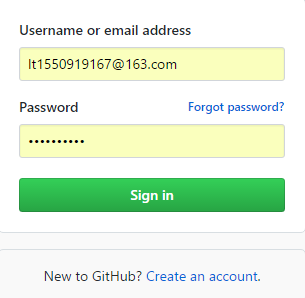 Username or email address
lt1550919167@163.com
Password Forgot password?
••••••••••
Sign in
New to GitHub? Create an account.